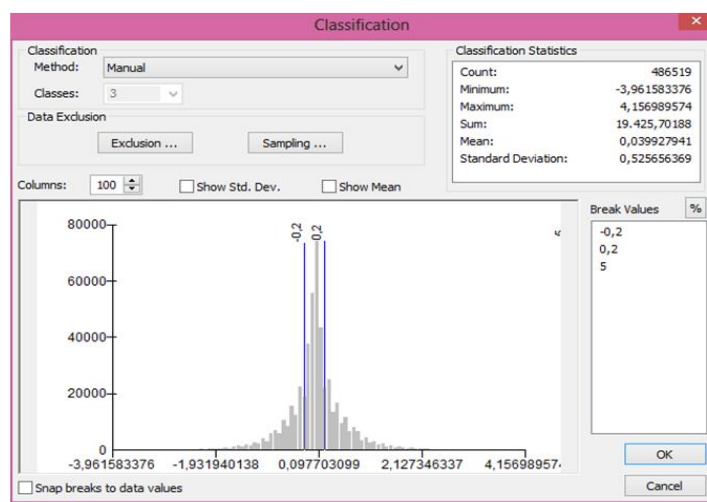 Classification
Classification
Method: Manual
Classes: 3
Data Exclusion
Exclusion ...
Sampling ...
Classification Statistics
Count: 486519
Minimum: -3,961583376
Maximum: 4,156989574
Sum: 19.425,70188
Mean: 0,039927941
Standard Deviation: 0,525656369
Columns: 100
Show Std. Dev.
Show Mean
Break Values
%
-0,2
0,2
5
-0,2
0,2
80000
60000
40000
20000
0
-3,961583376 -1,931940138 0,097703099 2,127346337 4,156989574
OK
Snap breaks to data values
Cancel